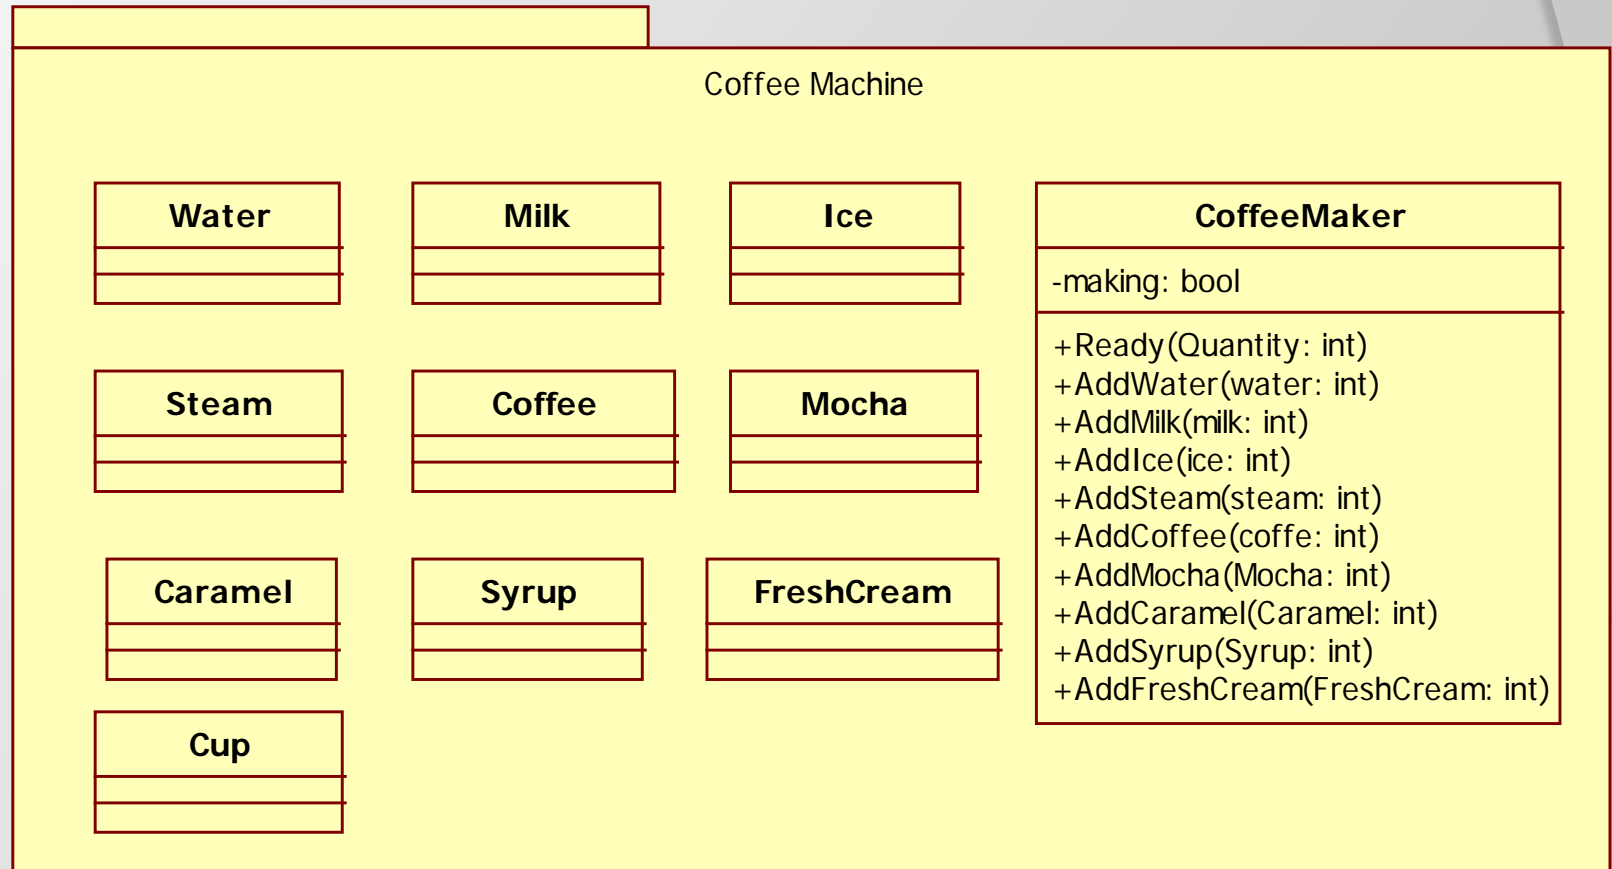 Coffee Machine
Water
Milk
Ice
CoffeeMaker
-making: bool
+Ready(Quantity: int)
+AddWater(water: int)
+AddMilk(milk: int)
+AddIce(ice: int)
+AddSteam(steam: int)
+AddCoffee(coffe: int)
+AddMocha(Mocha: int)
+AddCaramel(Caramel: int)
+AddSyrup(Syrup: int)
+AddFreshCream(FreshCream: int)
Steam
Coffee
Mocha
Caramel
Syrup
FreshCream
Cup